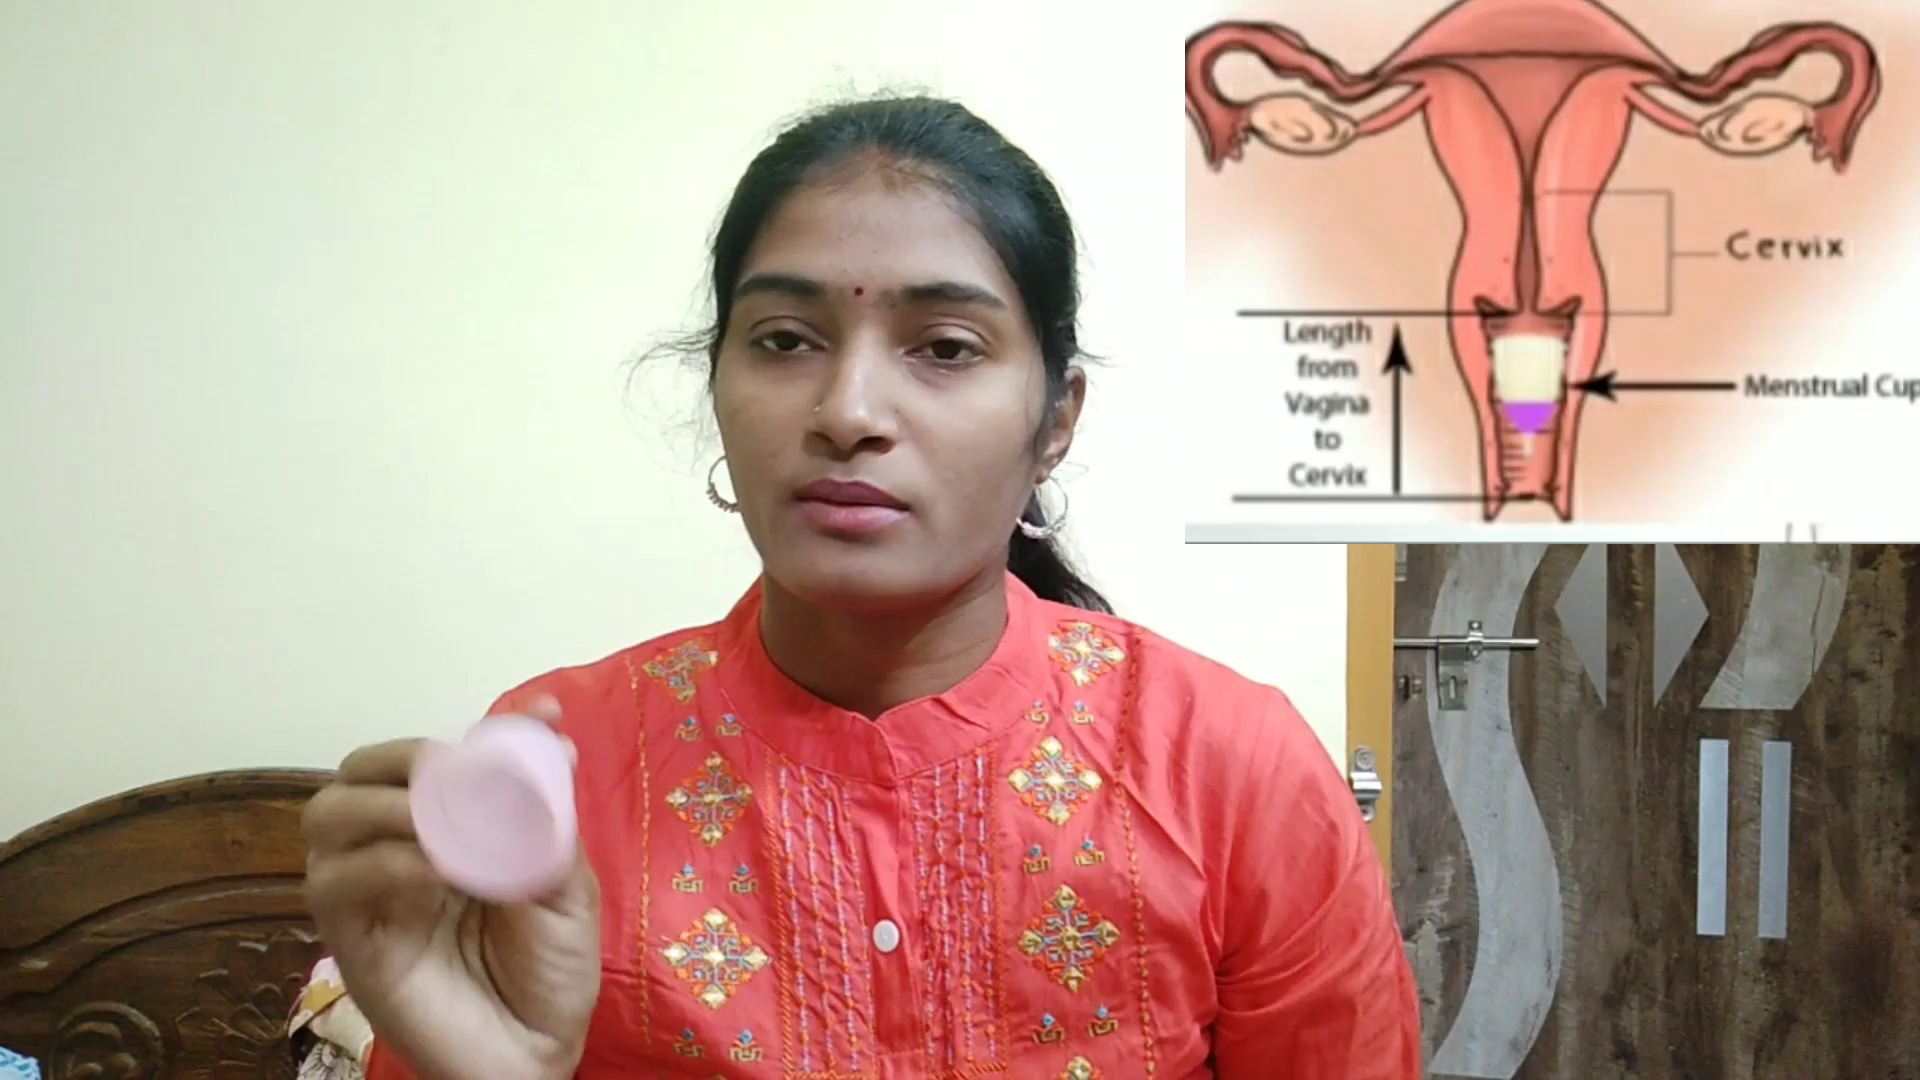 Cervix
Length
from
Vagina
to
Cervix
Menstrual Cup